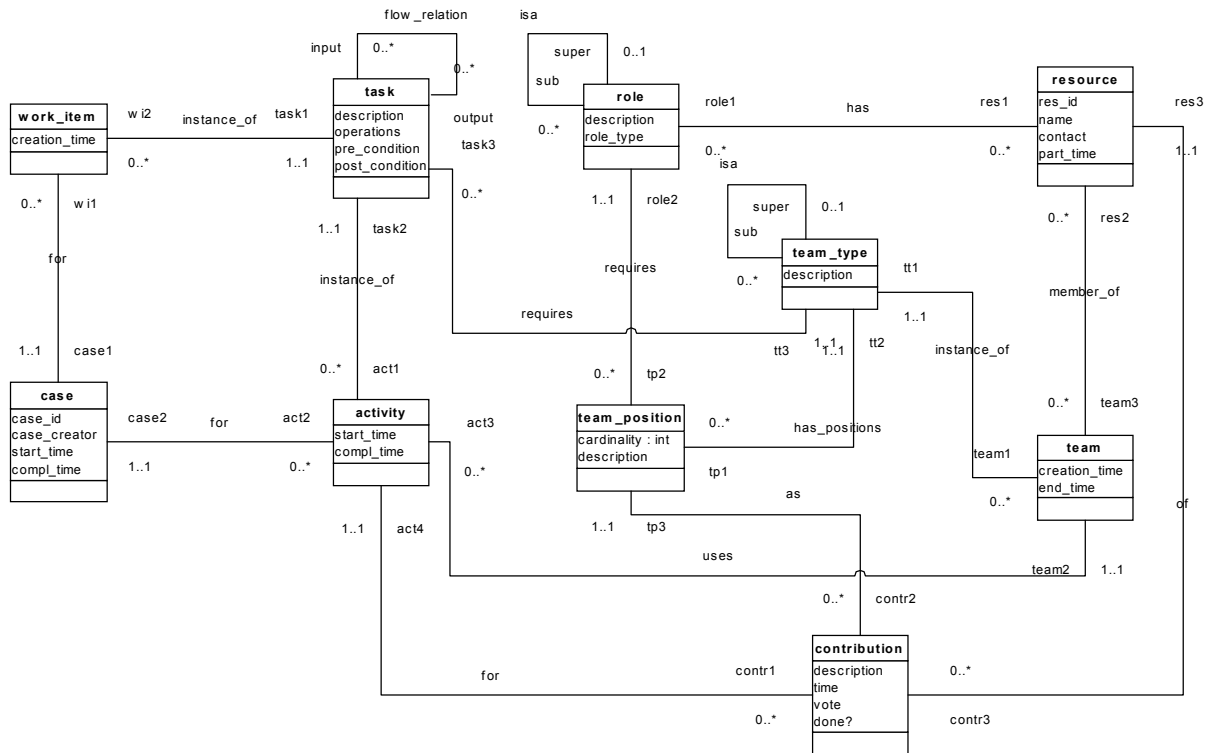 flow_relation
isa
input
0..*
super
0..1
0..*
sub
task
description
operations
pre_condition
post_condition
output
task3
0..*
role
description
role_type
0..*
role1
has
res1
0..*
0..*
resource
res_id
name
contact
part_time
res3
1..1
work_item
creation_time
wi2
instance_of
task1
0..*
1..1
isa
super
0..1
sub
0..*
team_type
description
1..1
role2
0..*
res2
0..*
wi1
1..1
task2
for
instance_of
requires
requires
tt1
1..1
member_of
tt3
1..1
1..1
tt2
instance_of
1..1
case1
0..*
act1
0..*
tp2
0..*
team3
case
case_id
case_creator
start_time
compl_time
case2
for
act2
1..1
0..*
activity
start_time
compl_time
act3
0..*
team_position
cardinality : int
description
0..*
has_positions
tp1
team1
0..*
team
creation_time
end_time
of
as
1..1
act4
1..1
tp3
uses
team2
1..1
0..*
contr2
contribution
description
time
vote
done?
for
contr1
0..*
0..*
contr3